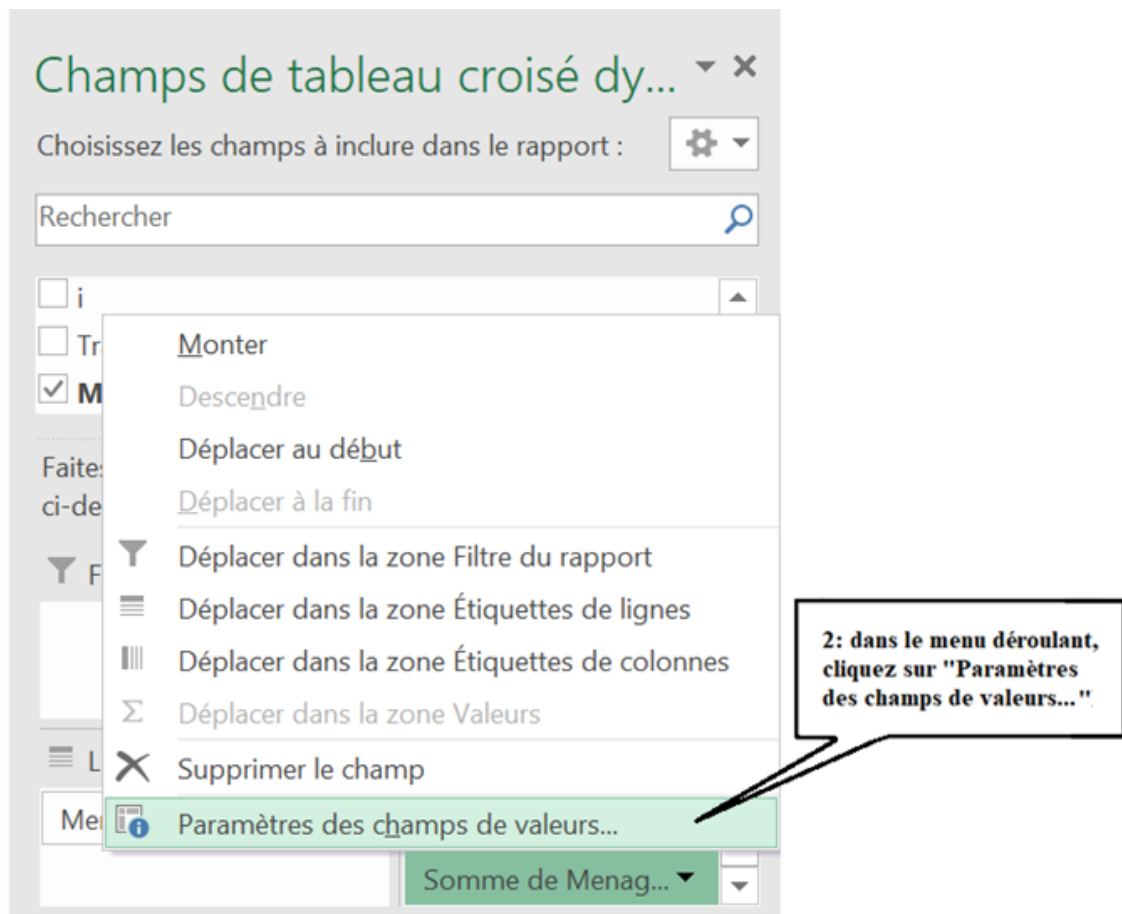 Champs de tableau croisé dy...
Choisissez les champs à inclure dans le rapport :
Rechercher
i
Tr
M
Monter
Descendre
Déplacer au début
Déplacer à la fin
Faite
ci-de
Déplacer dans la zone Filtre du rapport
F
Déplacer dans la zone Étiquettes de lignes
Déplacer dans la zone Étiquettes de colonnes
Déplacer dans la zone Valeurs
L
Supprimer le champ
Me
Paramètres des champs de valeurs...
Somme de Menag...
2: dans le menu déroulant,
cliquez sur "Paramètres
des champs de valeurs..."